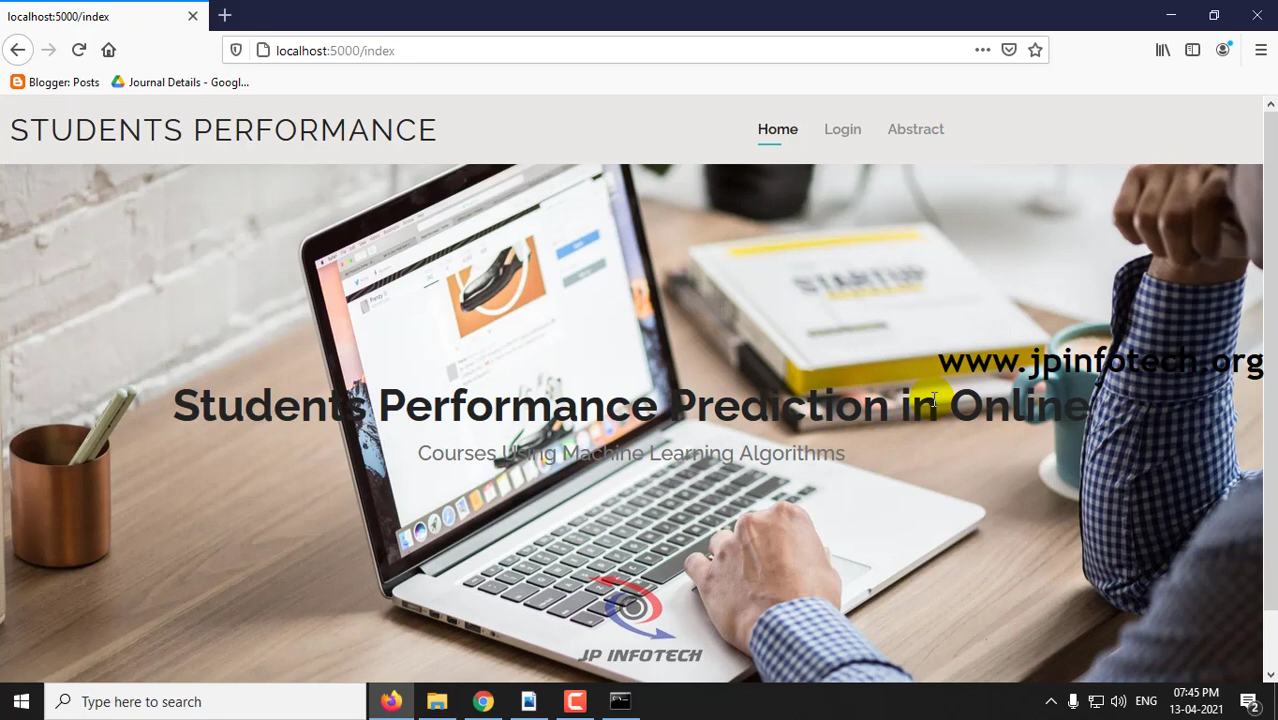 localhost:5000/index
localhost:5000/index
Blogger: Posts
Journal Details - Googl...
STUDENTS PERFORMANCE
Home
Login
Abstract
STARTUP
www.jpinfotech.org
Students Performance Prediction in Online
Courses Using Machine Learning Algorithms
JP INFOTECH
Type here to search
ENG
07:45 PM
13-04-2021
2